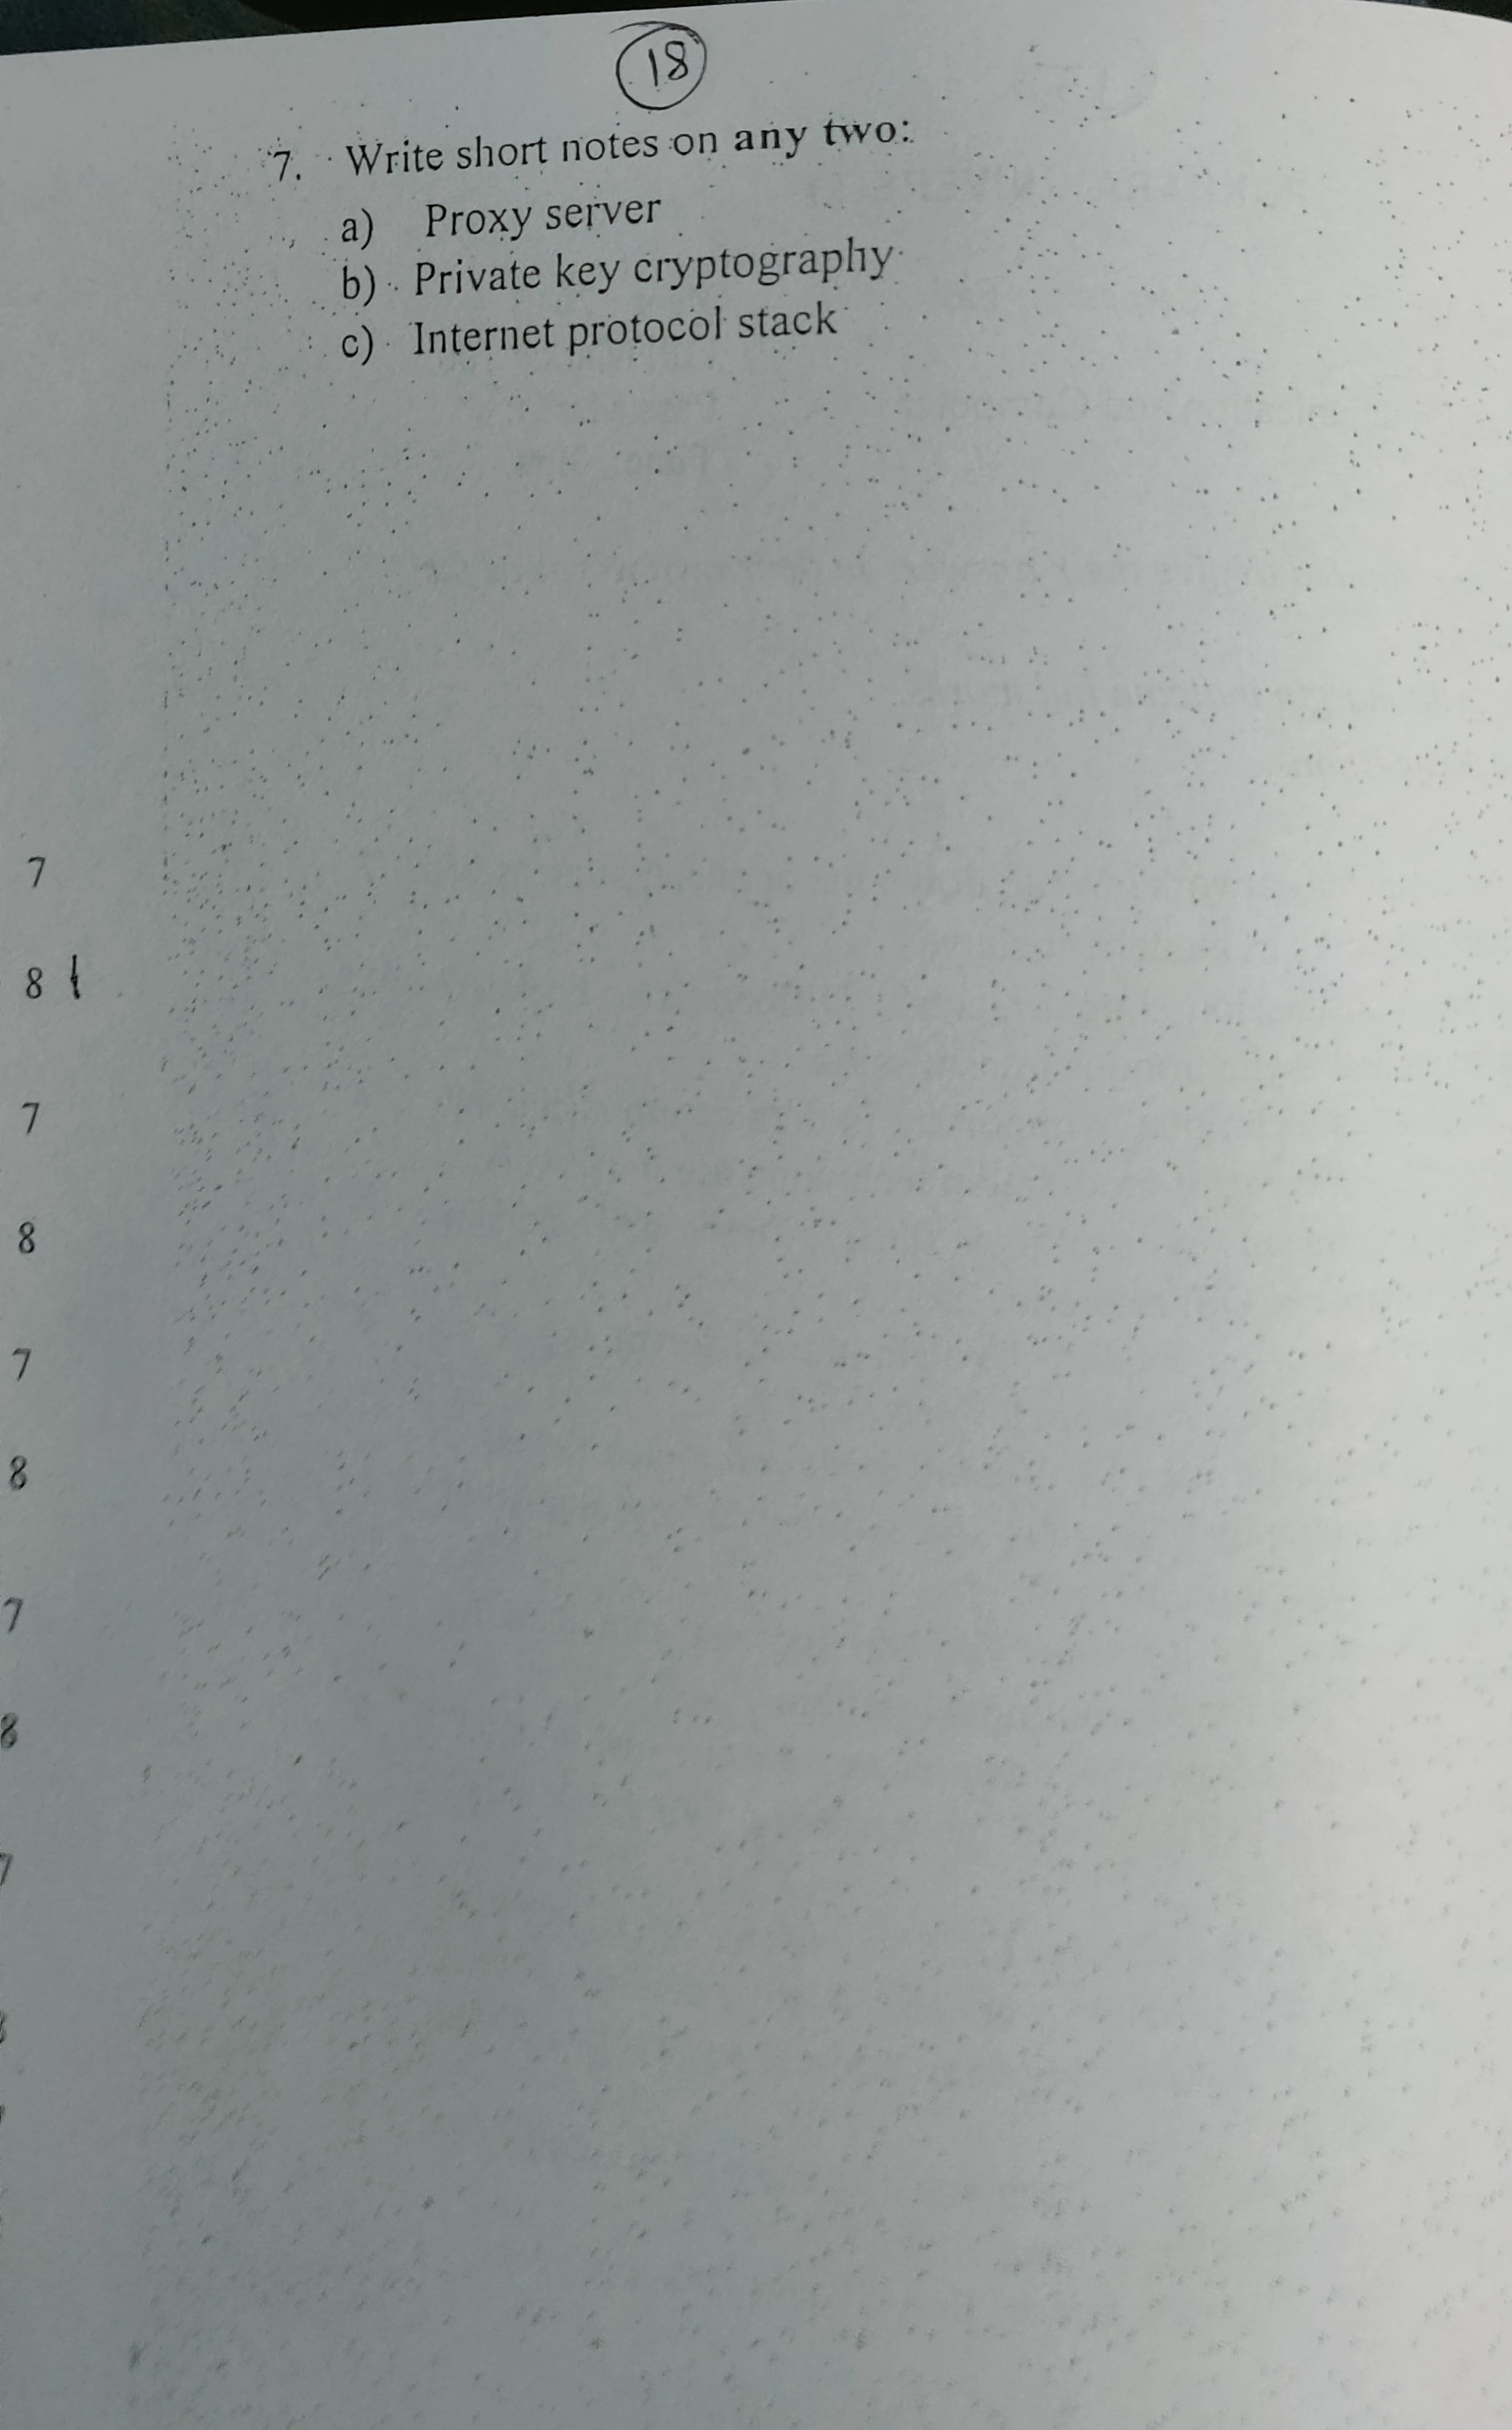 18
7. Write short notes on any two:
a) Proxy server
b) Private key cryptography
c) Internet protocol stack
7
8
7
8
7
8
7
8
7